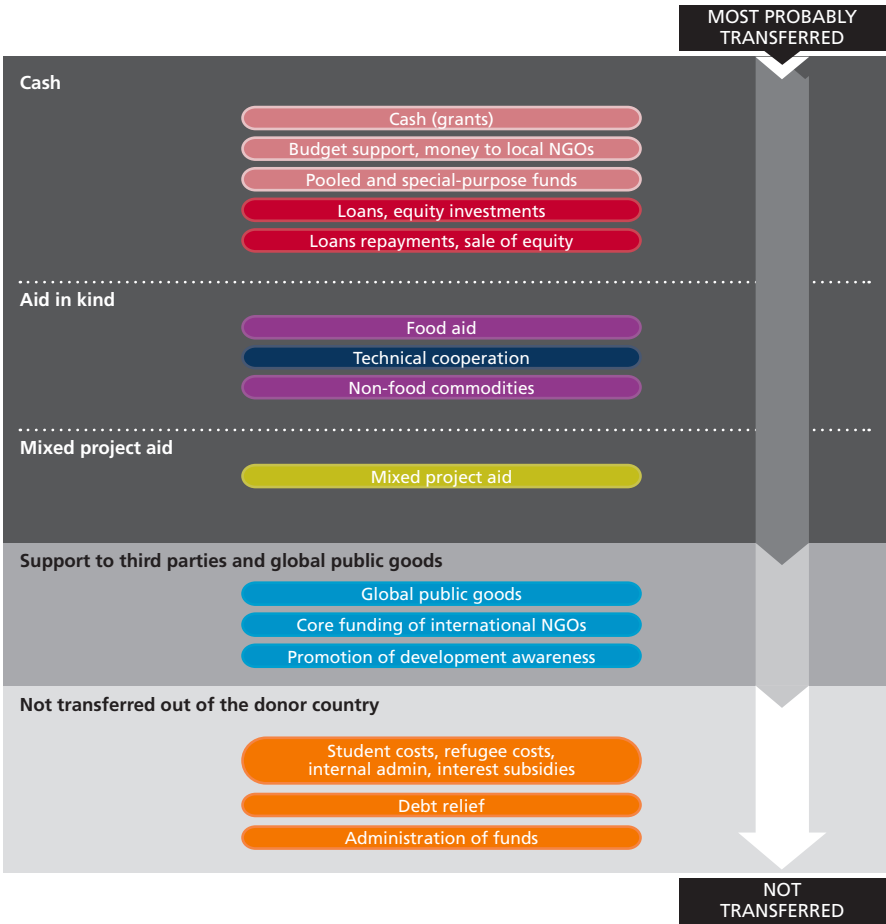 MOST PROBABLY
TRANSFERRED
Cash
Cash (grants)
Budget support, money to local NGOs
Pooled and special-purpose funds
Loans, equity investments
Loans repayments, sale of equity
Aid in kind
Food aid
Technical cooperation
Non-food commodities
Mixed project aid
Mixed project aid
Support to third parties and global public goods
Global public goods
Core funding of international NGOs
Promotion of development awareness
Not transferred out of the donor country
Student costs, refugee costs,
internal admin, interest subsidies
Debt relief
Administration of funds
NOT
TRANSFERRED